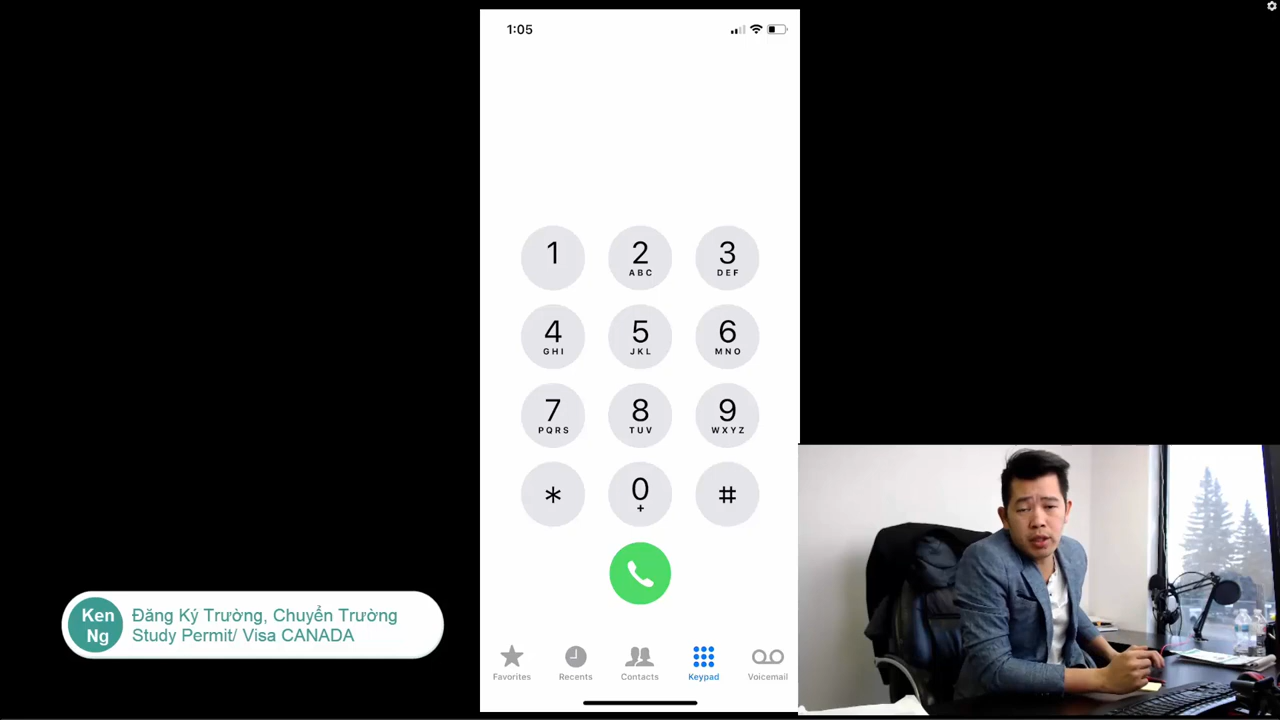 1:05
1
2
ABC
3
DEF
4
GHI
5
JKL
6
MNO
7
PQRS
8
TUV
9
WXYZ
*
0
+
#
Favorites
Recents
Contacts
Keypad
Voicemail
Ken
Ng
Đăng Ký Trường, Chuyển Trường
Study Permit/ Visa CANADA